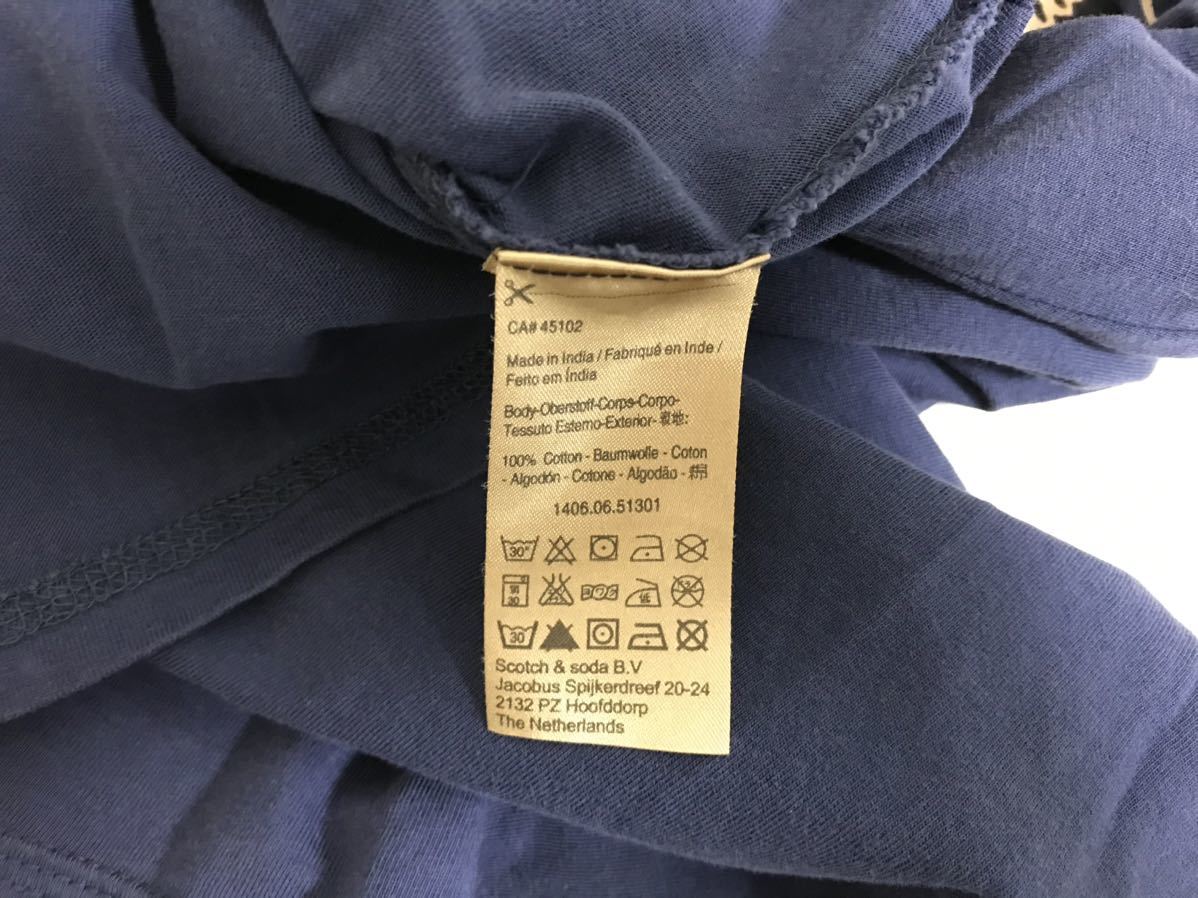 CA# 45102
Made in India / Fabriqué en Inde /
Feito em Índia
Body-Oberstoff-Corps-Corpo-
Tessuto Esterno-Exterior- 表地:
100% Cotton - Baumwolle - Coton
- Algodón - Cotone - Algodão - 綿
1406.06.51301
30°
30
低
30
Scotch & soda B.V
Jacobus Spijkerdreef 20-24
2132 PZ Hoofddorp
The Netherlands